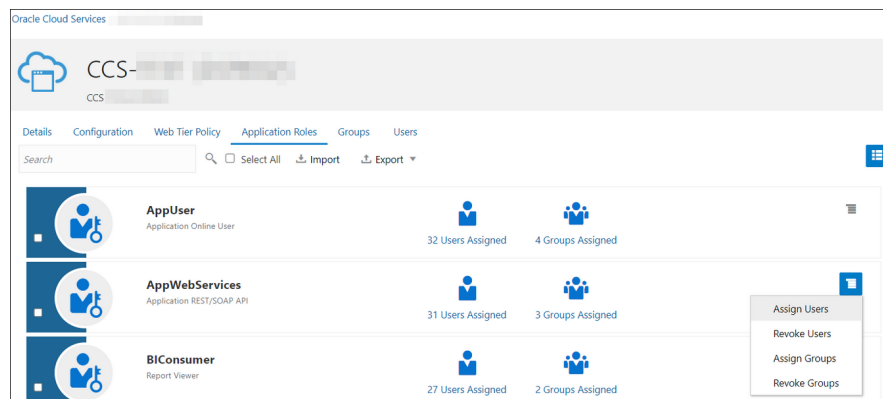 Oracle Cloud Services
CCS-
CCS
Details Configuration Web Tier Policy Application Roles Groups Users
Search Select All Import Export
AppUser
Application Online User
32 Users Assigned 4 Groups Assigned
AppWebServices
Application REST/SOAP API
31 Users Assigned 3 Groups Assigned
Assign Users
Revoke Users
Assign Groups
Revoke Groups
BIConsumer
Report Viewer
27 Users Assigned 2 Groups Assigned